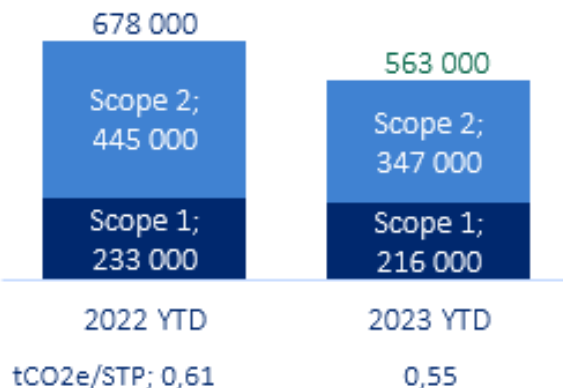 678 000
563 000
Scope 2;
445 000
Scope 2;
347 000
Scope 1;
233 000
Scope 1;
216 000
2022 YTD
2023 YTD
tCO2e/STP; 0,61
0,55